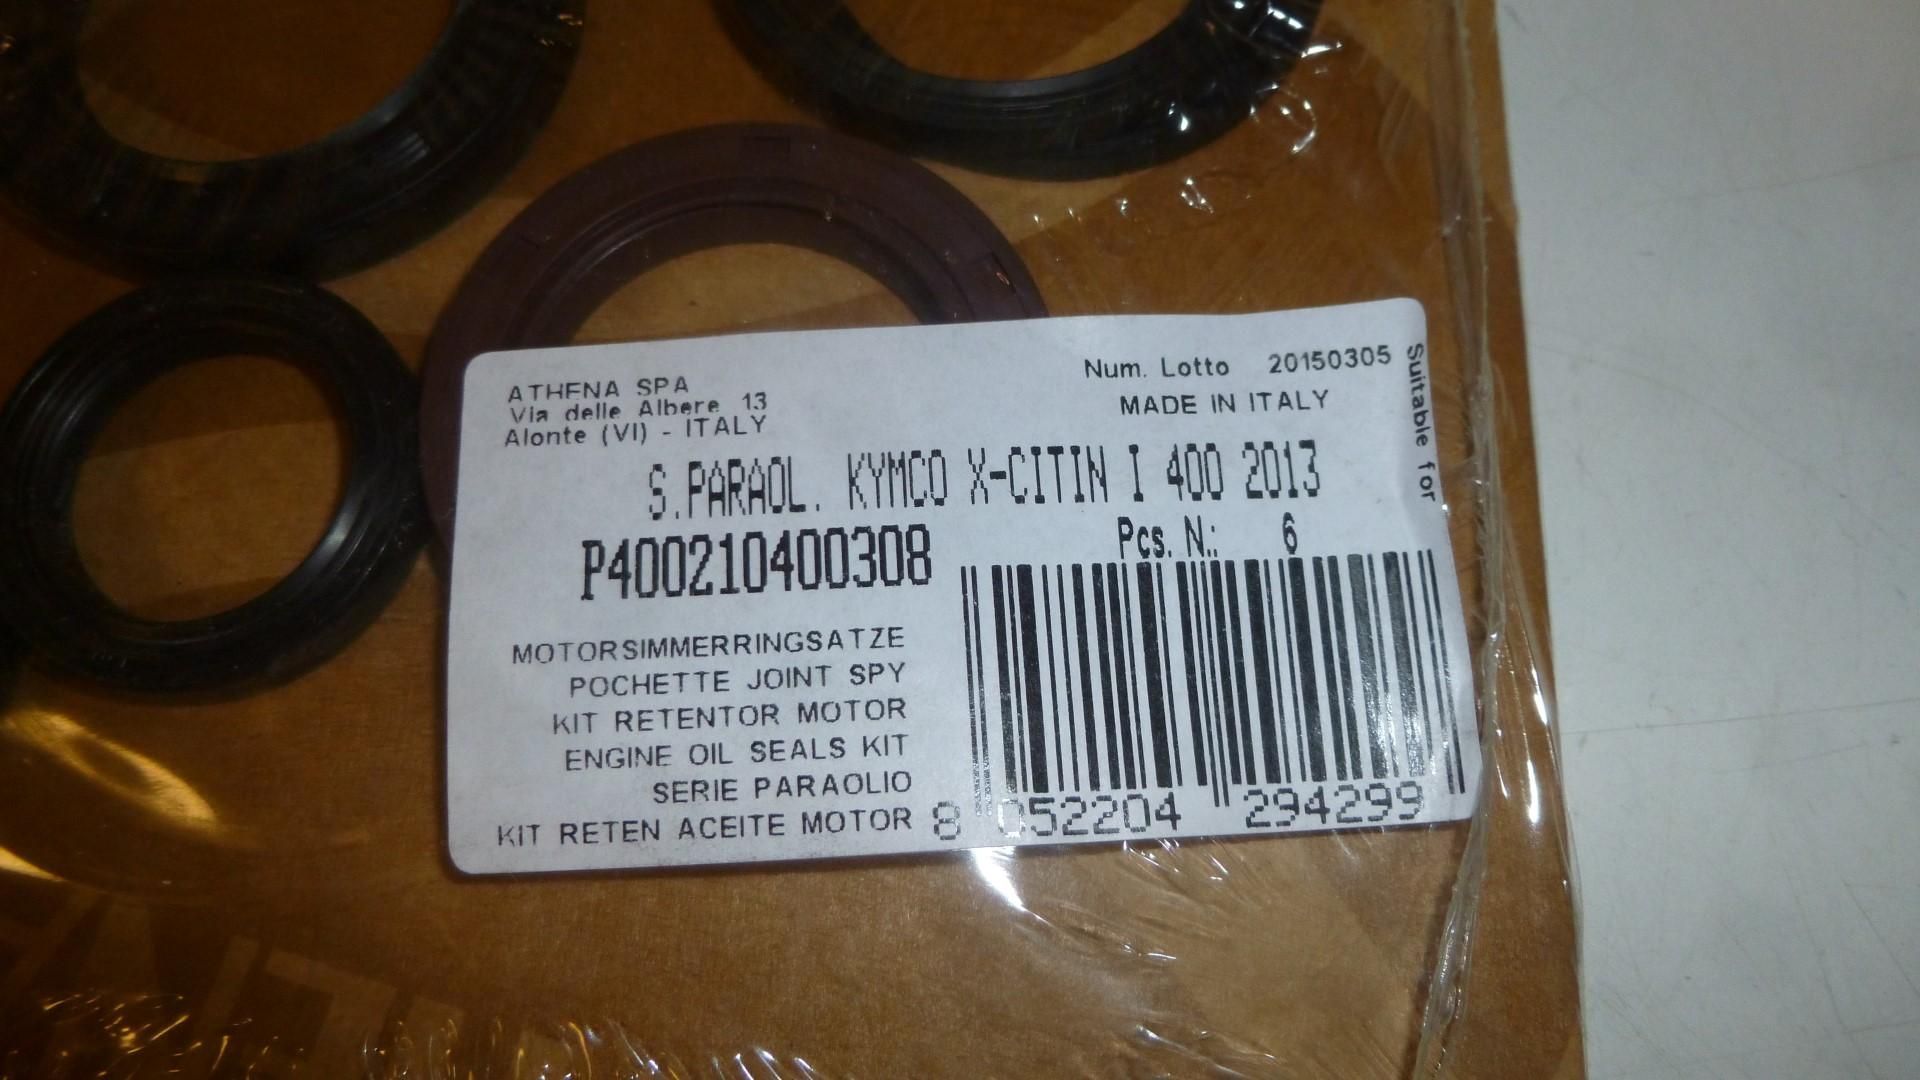 ATHENA SPA
Via delle Albere 13
Alonte (VI) - ITALY
Num. Lotto 20150305
MADE IN ITALY
Suitable for
S.PARAOL. KYMCO X-CITIN I 400 2013
P400210400308
Pcs. N.: 6
MOTORSIMMERRINGSATZE
POCHETTE JOINT SPY
KIT RETENTOR MOTOR
ENGINE OIL SEALS KIT
SERIE PARAOLIO
KIT RETEN ACEITE MOTOR
8 052204 294299